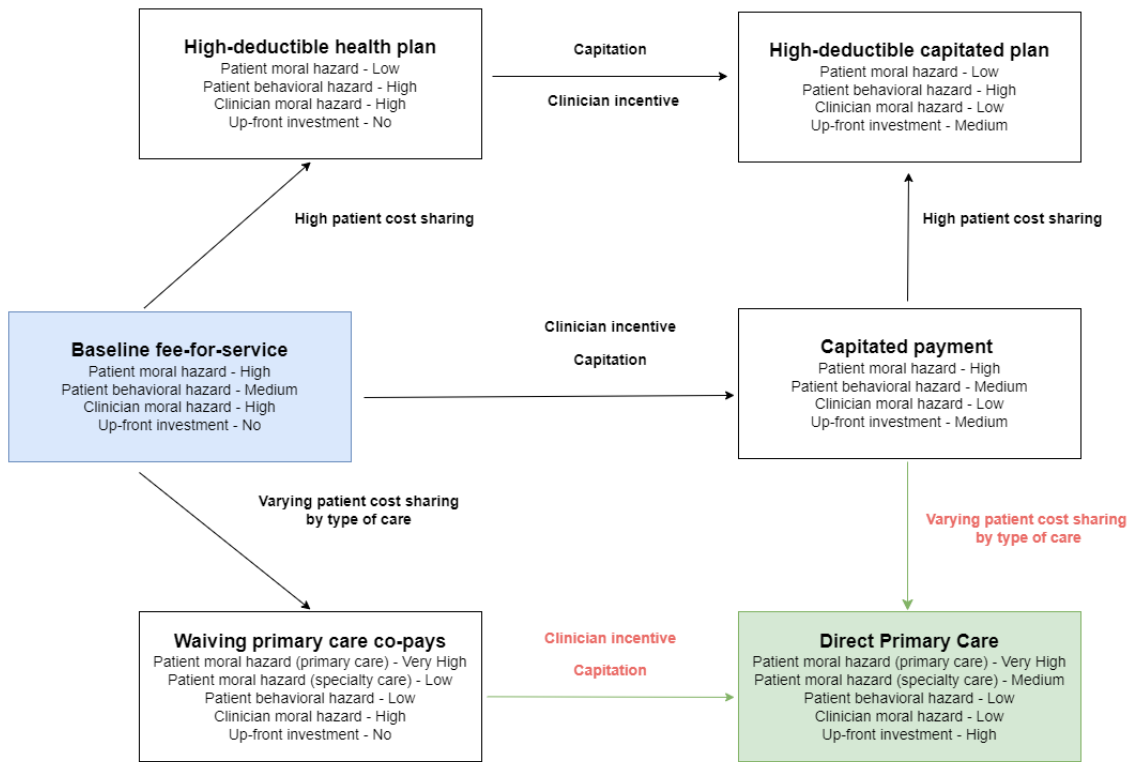 High-deductible health plan
Patient moral hazard - Low
Patient behavioral hazard - High
Clinician moral hazard - High
Up-front investment - No
Capitation
Clinician incentive
High-deductible capitated plan
Patient moral hazard - Low
Patient behavioral hazard - High
Clinician moral hazard - Low
Up-front investment - Medium
High patient cost sharing
High patient cost sharing
Baseline fee-for-service
Patient moral hazard - High
Patient behavioral hazard - Medium
Clinician moral hazard - High
Up-front investment - No
Clinician incentive
Capitation
Capitated payment
Patient moral hazard - High
Patient behavioral hazard - Medium
Clinician moral hazard - Low
Up-front investment - Medium
Varying patient cost sharing
by type of care
Varying patient cost sharing
by type of care
Waiving primary care co-pays
Patient moral hazard (primary care) - Very High
Patient moral hazard (specialty care) - Low
Patient behavioral hazard - Low
Clinician moral hazard - High
Up-front investment - No
Clinician incentive
Capitation
Direct Primary Care
Patient moral hazard (primary care) - Very High
Patient moral hazard (specialty care) - Medium
Patient behavioral hazard - Low
Clinician moral hazard - Low
Up-front investment - High